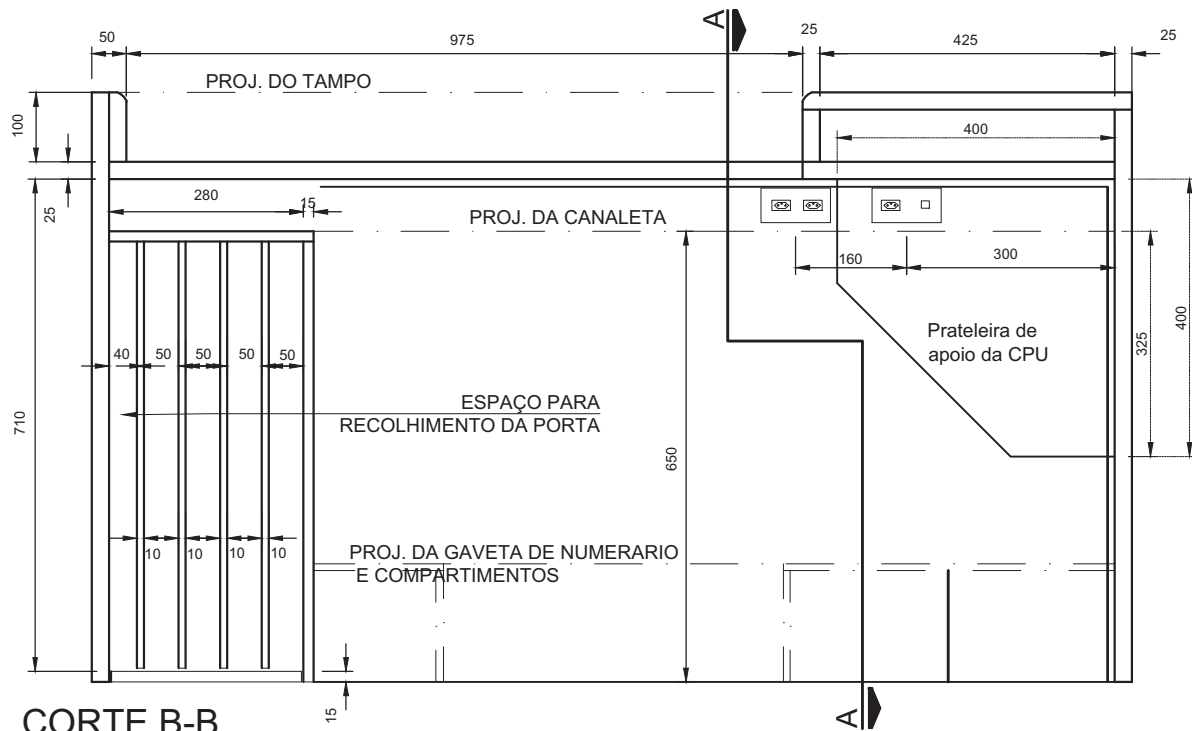 A
50
975
25
425
25
PROJ. DO TAMPO
100
400
280
15
25
PROJ. DA CANALETA
160
300
Prateleira de
apoio da CPU
325
400
40
50
50
50
50
710
ESPAÇO PARA
RECOLHIMENTO DA PORTA
650
10
10
10
10
PROJ. DA GAVETA DE NUMERARIO
E COMPARTIMENTOS
15
A
CORTE B-B